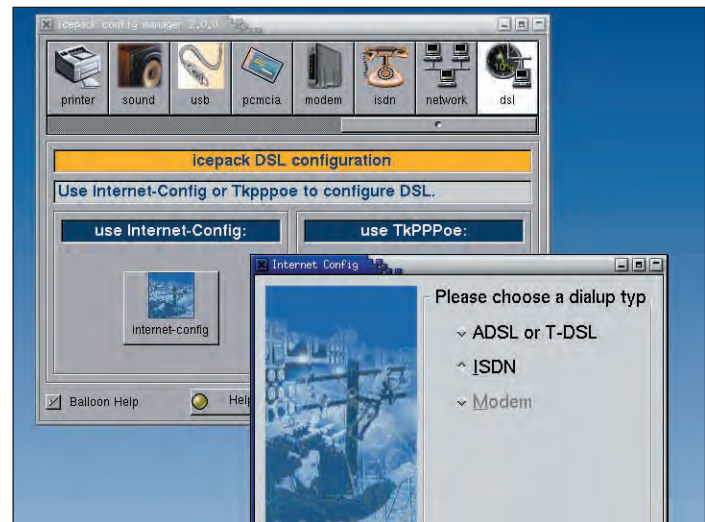 icepack config manager 2.0.0
printer sound usb pcmcia modem isdn network dsl
10%
icepack DSL configuration
Use Internet-Config or Tkpppoe to configure DSL.
use Internet-Config:
use TkPPPoe:
internet-config
Balloon Help
Help
Internet Config
Please choose a dialup typ
ADSL or T-DSL
ISDN
Modem